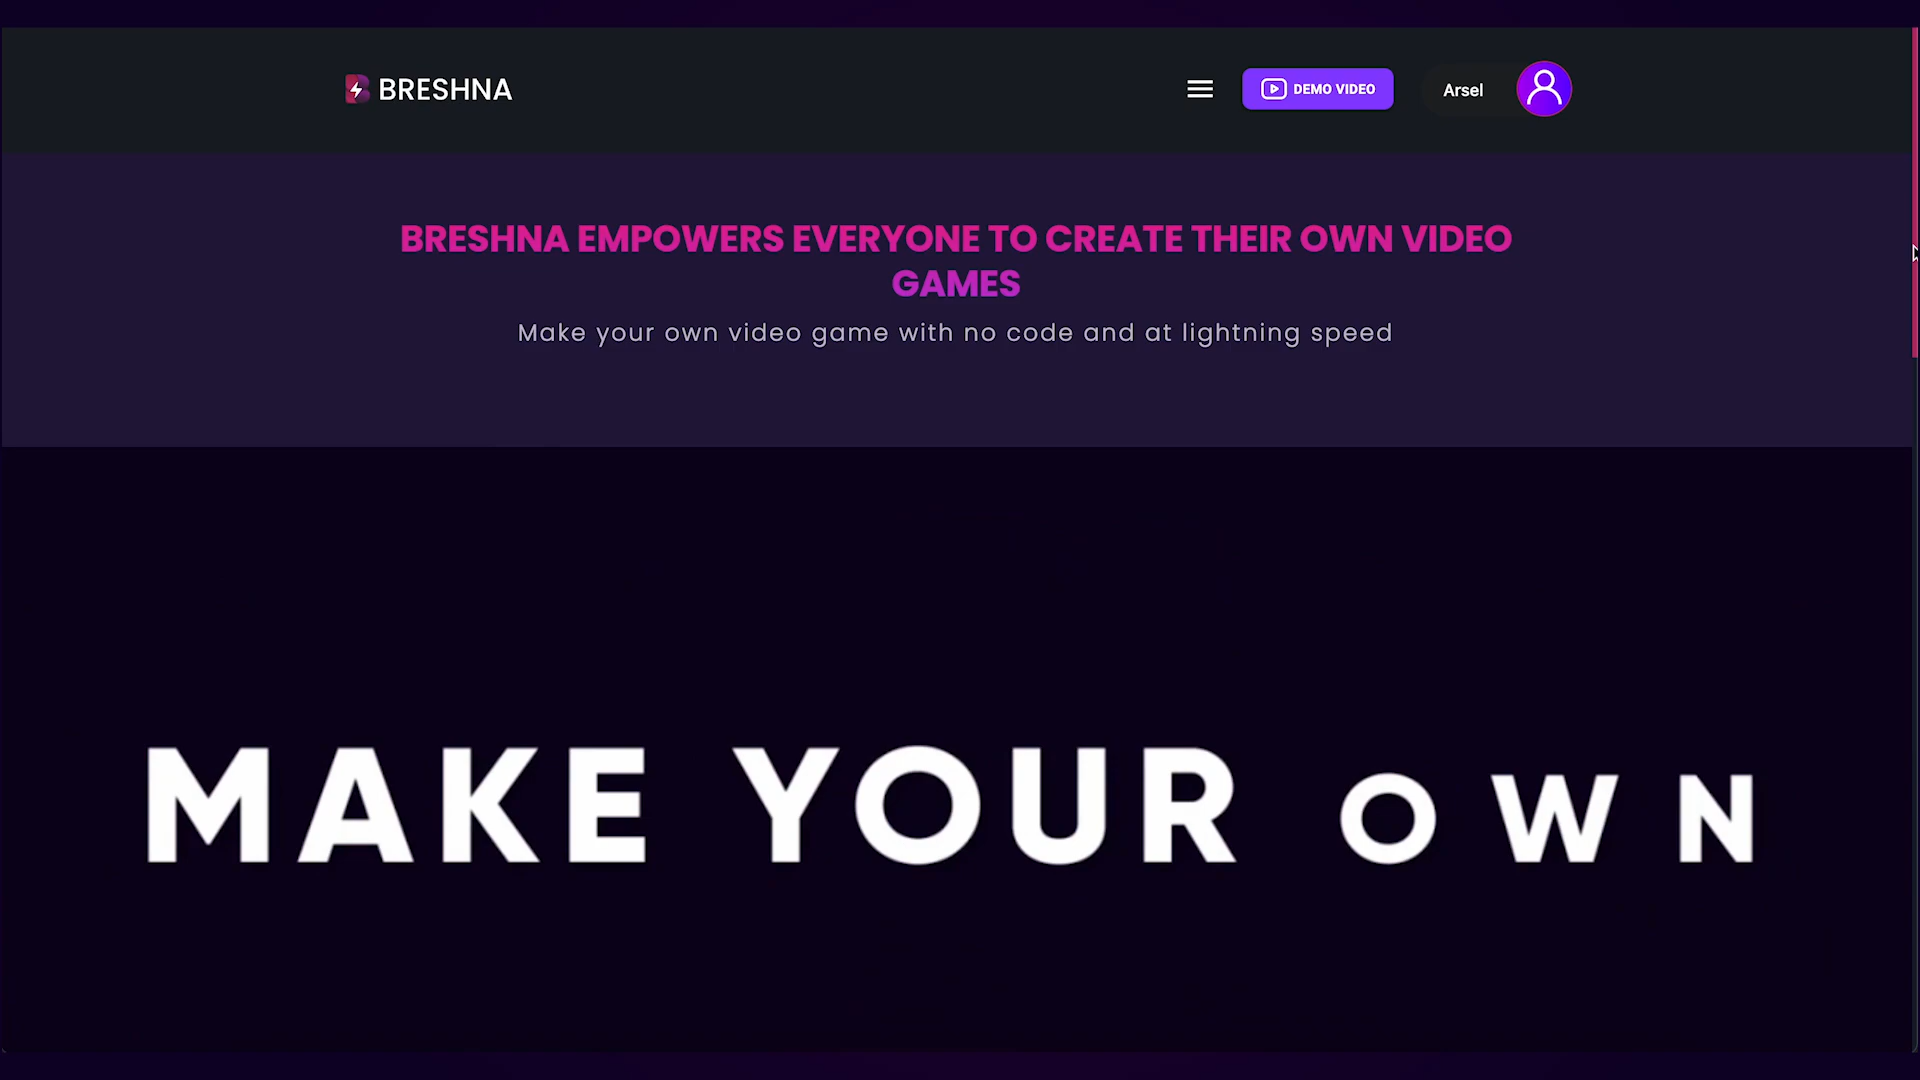 BRESHNA
DEMO VIDEO
Arsel
BRESHNA EMPOWERS EVERYONE TO CREATE THEIR OWN VIDEO
GAMES
Make your own video game with no code and at lightning speed
MAKE YOUR OWN